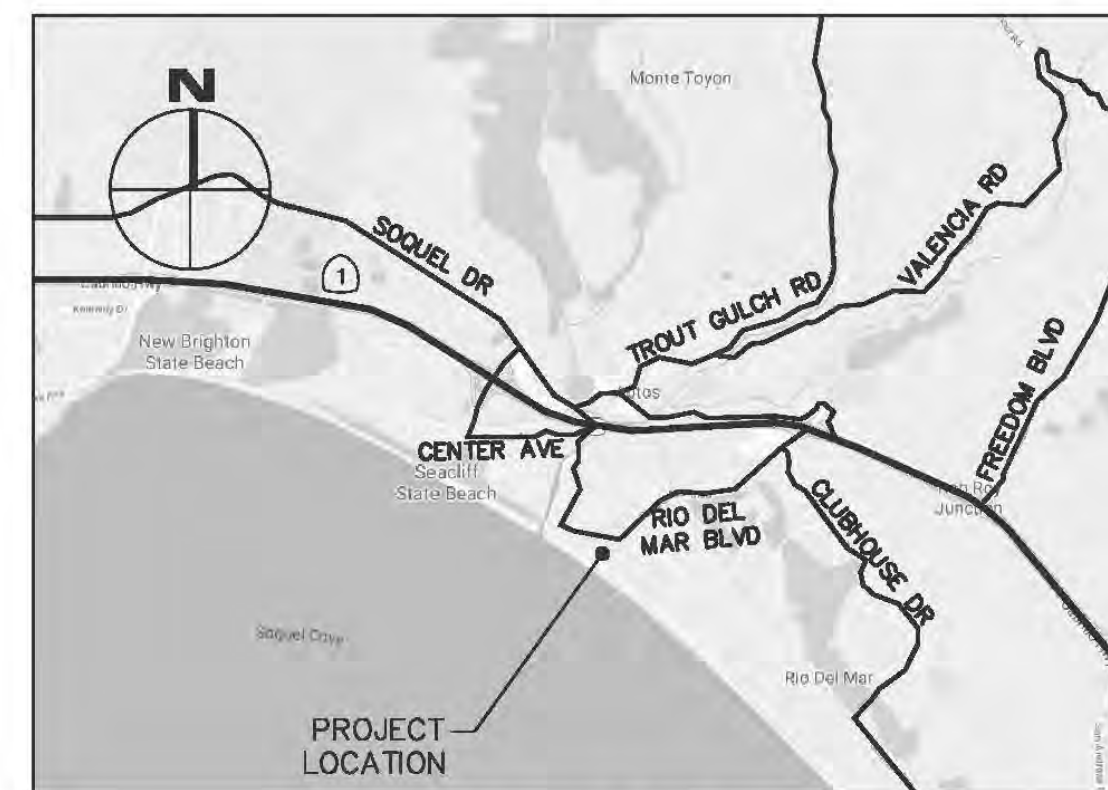 N
Monte Toyon
SOQUEL DR
VALENCIA RD
1
TROUT GULCH RD
New Brighton
State Beach
FREEDOM BLVD
CENTER AVE
Seacliff
State Beach
Junction
RIO DEL
MAR BLVD
CLUBHOUSE DR
Soquel Cove
Rio Del Mar
PROJECT
LOCATION